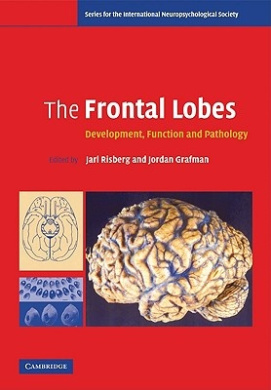 Series for the International Neuropsychological Society
The Frontal Lobes
Development, Function and Pathology
Edited by Jarl Risberg and Jordan Grafman
CAMBRIDGE